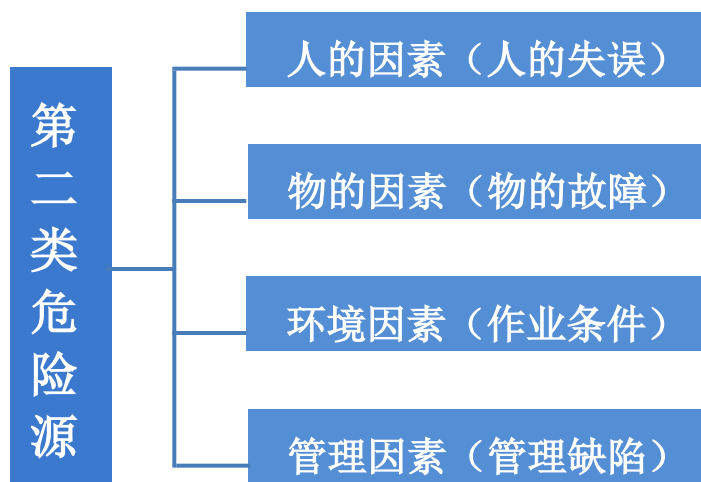 第二类危险源
人的因素（人的失误）
物的因素（物的故障）
环境因素（作业条件）
管理因素（管理缺陷）